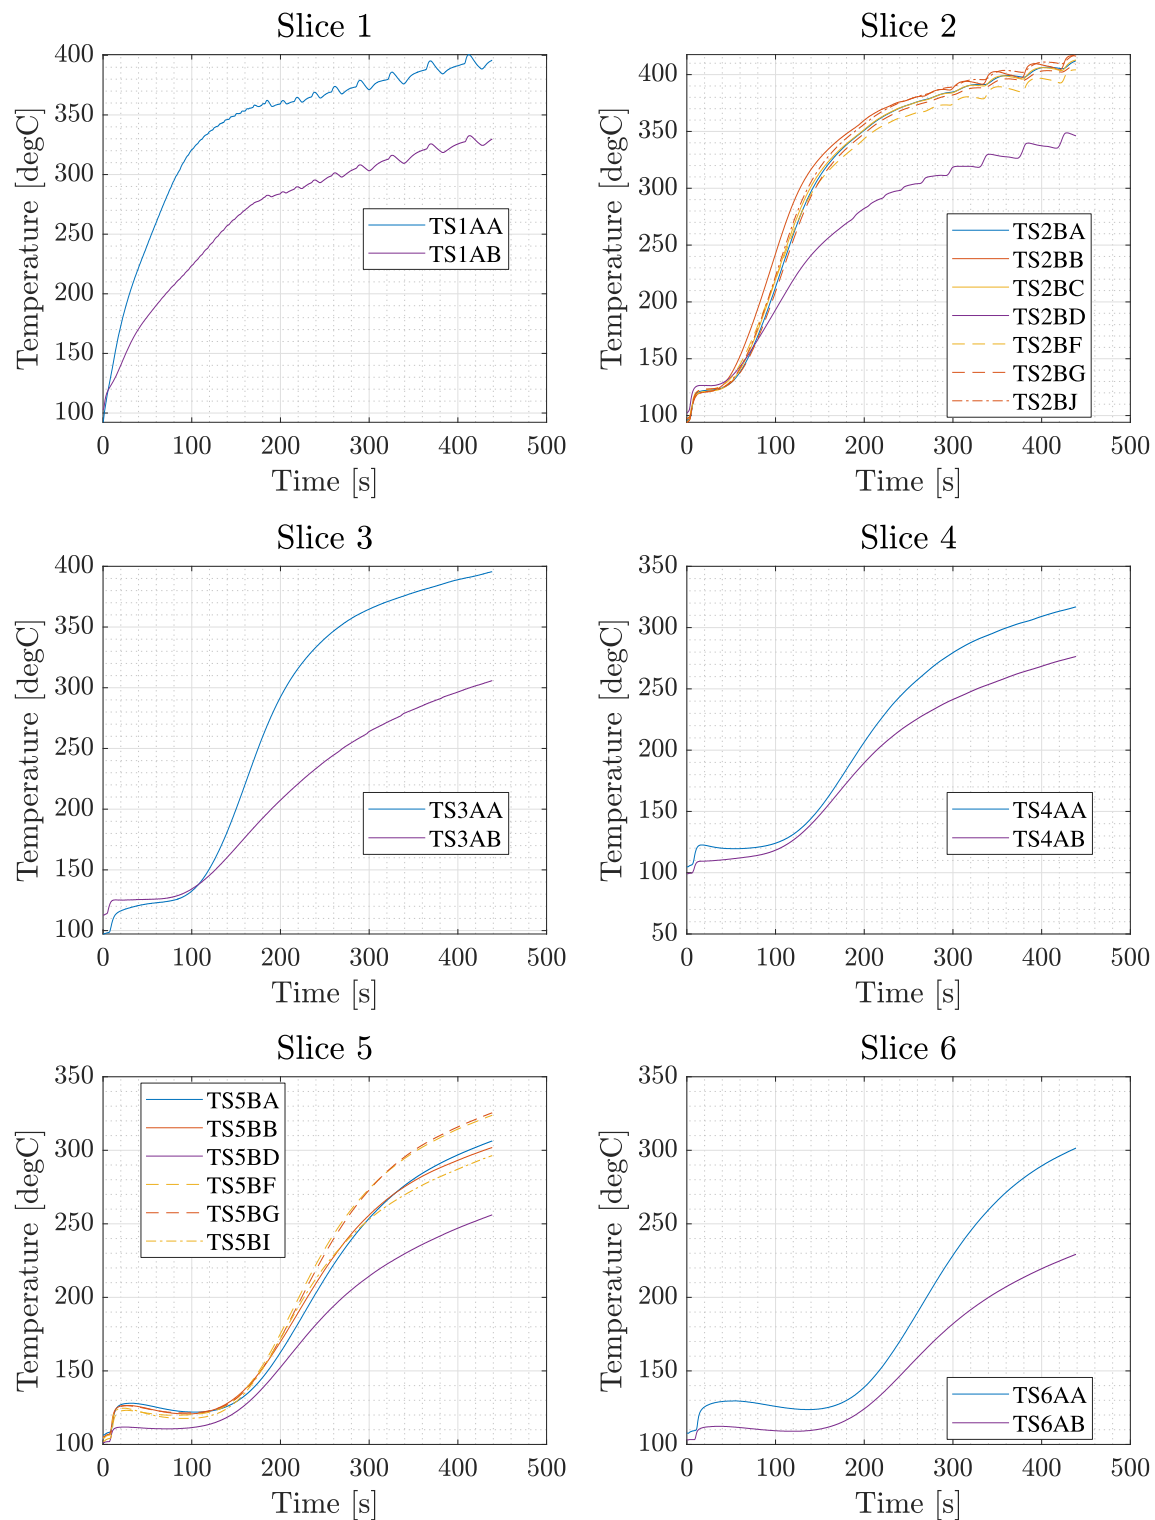 Slice 1
Temperature [degC]
400
350
300
250
200
150
100
TS1AA
TS1AB
0 100 200 300 400 500
Time [s]
Slice 2
Temperature [degC]
400
350
300
250
200
150
100
TS2BA
TS2BB
TS2BC
TS2BD
TS2BF
TS2BG
TS2BJ
0 100 200 300 400 500
Time [s]
Slice 3
Temperature [degC]
400
350
300
250
200
150
100
TS3AA
TS3AB
0 100 200 300 400 500
Time [s]
Slice 4
Temperature [degC]
350
300
250
200
150
100
50
TS4AA
TS4AB
0 100 200 300 400 500
Time [s]
Slice 5
Temperature [degC]
350
300
250
200
150
100
TS5BA
TS5BB
TS5BD
TS5BF
TS5BG
TS5BI
0 100 200 300 400 500
Time [s]
Slice 6
Temperature [degC]
350
300
250
200
150
100
TS6AA
TS6AB
0 100 200 300 400 500
Time [s]